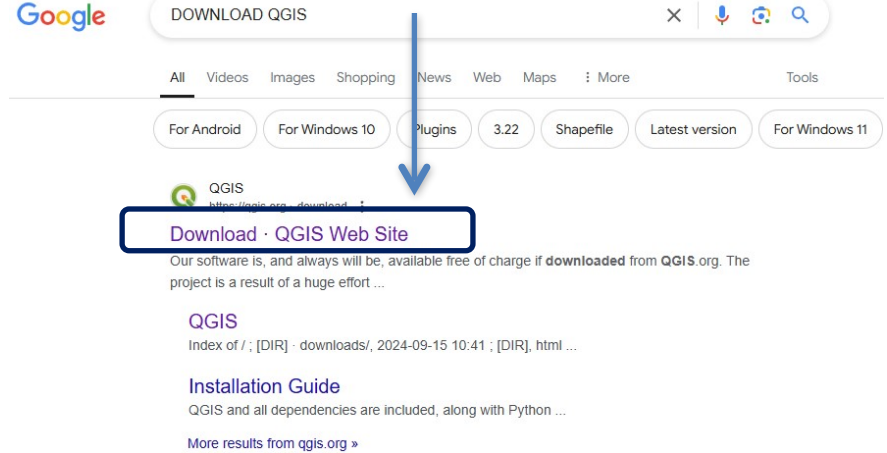 Google
DOWNLOAD QGIS
All Videos Images Shopping News Web Maps More Tools
For Android For Windows 10 Plugins 3.22 Shapefile Latest version For Windows 11
QGIS
https://qgis.org › download
Download · QGIS Web Site
Our software is, and always will be, available free of charge if downloaded from QGIS.org. The
project is a result of a huge effort ...
QGIS
Index of / ; [DIR] · downloads/, 2024-09-15 10:41 ; [DIR], html ...
Installation Guide
QGIS and all dependencies are included, along with Python ...
More results from qgis.org »